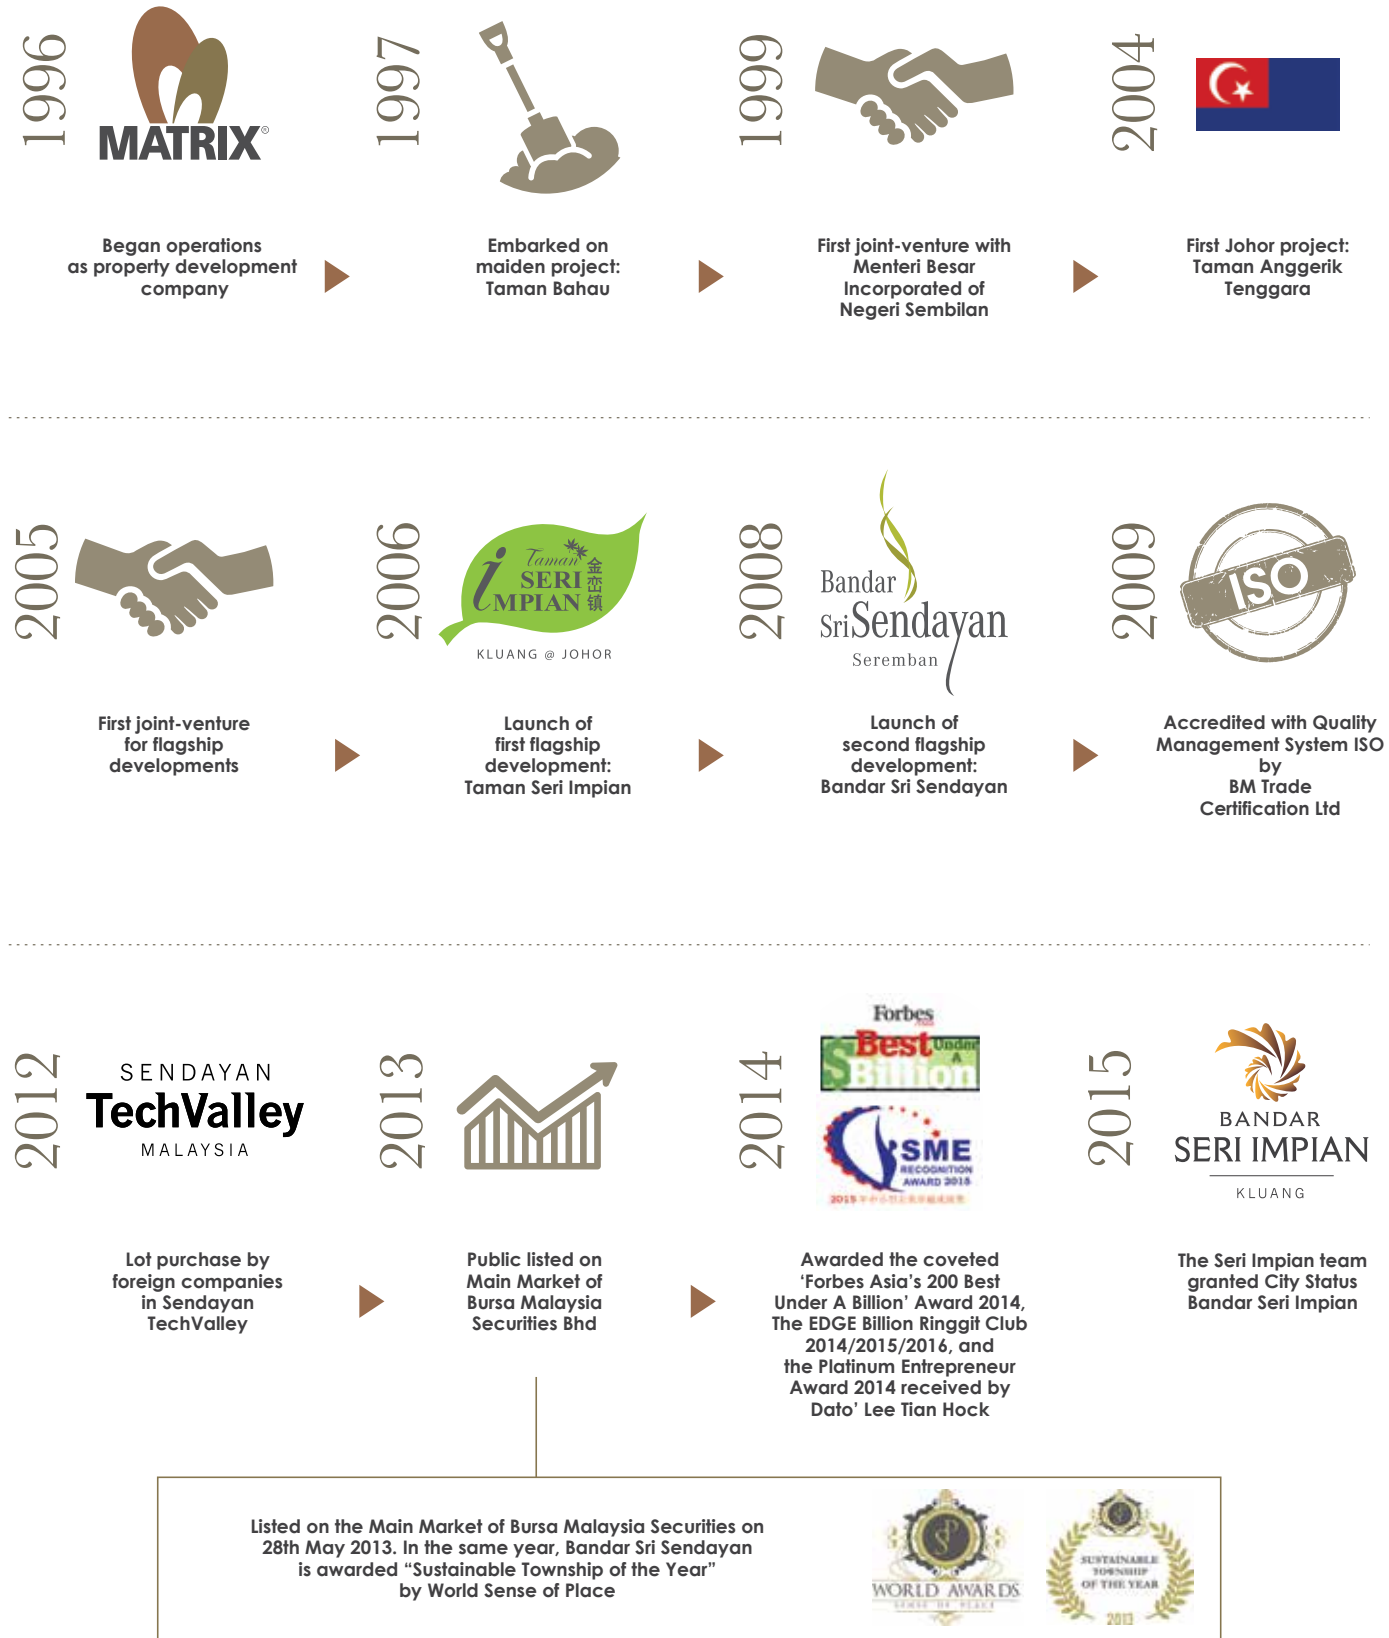 1996
MATRIX®
Began operations
as property development
company
1997
Embarked on
maiden project:
Taman Bahau
1999
First joint-venture with
Menteri Besar
Incorporated of
Negeri Sembilan
2004
First Johor project:
Taman Anggerik
Tenggara
2005
First joint-venture
for flagship
developments
2006
Taman
SERI
iMPIAN
金峦镇
KLUANG @ JOHOR
Launch of
first flagship
development:
Taman Seri Impian
2008
Bandar
Sri Sendayan
Seremban
Launch of
second flagship
development:
Bandar Sri Sendayan
2009
ISO
Accredited with Quality
Management System ISO
by
BM Trade
Certification Ltd
2012
SENDAYAN
TechValley
MALAYSIA
Lot purchase by
foreign companies
in Sendayan
TechValley
2013
Public listed on
Main Market of
Bursa Malaysia
Securities Bhd
2014
Forbes
Asia
Best Under
A
$ Billion
SME
RECOGNITION
AWARD 2015
2015
Awarded the coveted
‘Forbes Asia’s 200 Best
Under A Billion’ Award 2014,
The EDGE Billion Ringgit Club
2014/2015/2016, and
the Platinum Entrepreneur
Award 2014 received by
Dato’ Lee Tian Hock
2015
BANDAR
SERI IMPIAN
KLUANG
The Seri Impian team
granted City Status
Bandar Seri Impian
Listed on the Main Market of Bursa Malaysia Securities on
28th May 2013. In the same year, Bandar Sri Sendayan
is awarded “Sustainable Township of the Year”
by World Sense of Place
WORLD AWARDS
SENSE OF PLACE
SUSTAINABLE
TOWNSHIP
OF THE YEAR
2013